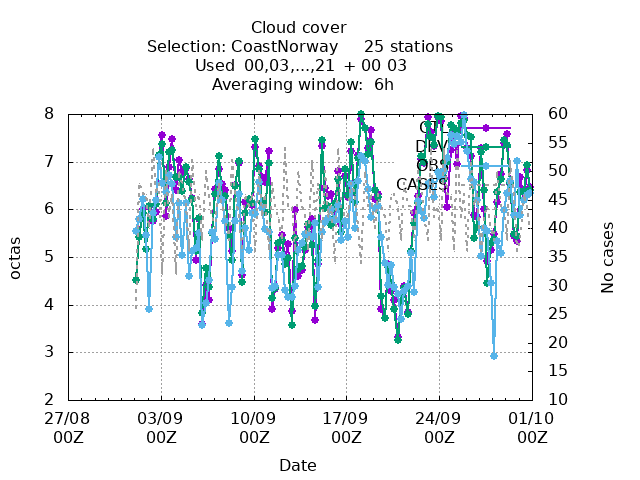 Cloud cover
Selection: CoastNorway 25 stations
Used 00,03,...,21 + 00 03
Averaging window: 6h
octas
8
7
6
5
4
3
2
60
55
50
45
40
35
30
25
20
15
10
No cases
OBS
CASES
27/08 03/09 10/09 17/09 24/09 01/10
00Z 00Z 00Z 00Z 00Z 00Z
Date